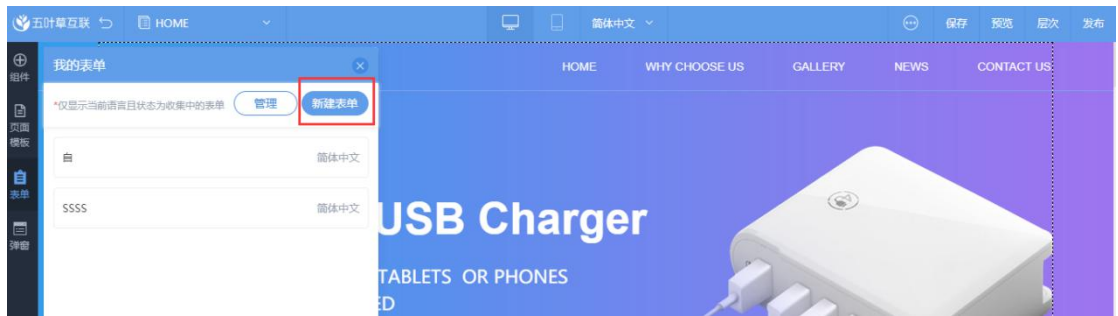 五叶草互联 HOME 简体中文 保存 预览 层次 发布
组件
页面
模板
表单
弹窗
我的表单
*仅显示当前语言且状态为收集中的表单 管理 新建表单
自 简体中文
SSSS 简体中文
HOME WHY CHOOSE US GALLERY NEWS CONTACT US
USB Charger
TABLETS OR PHONES
ED